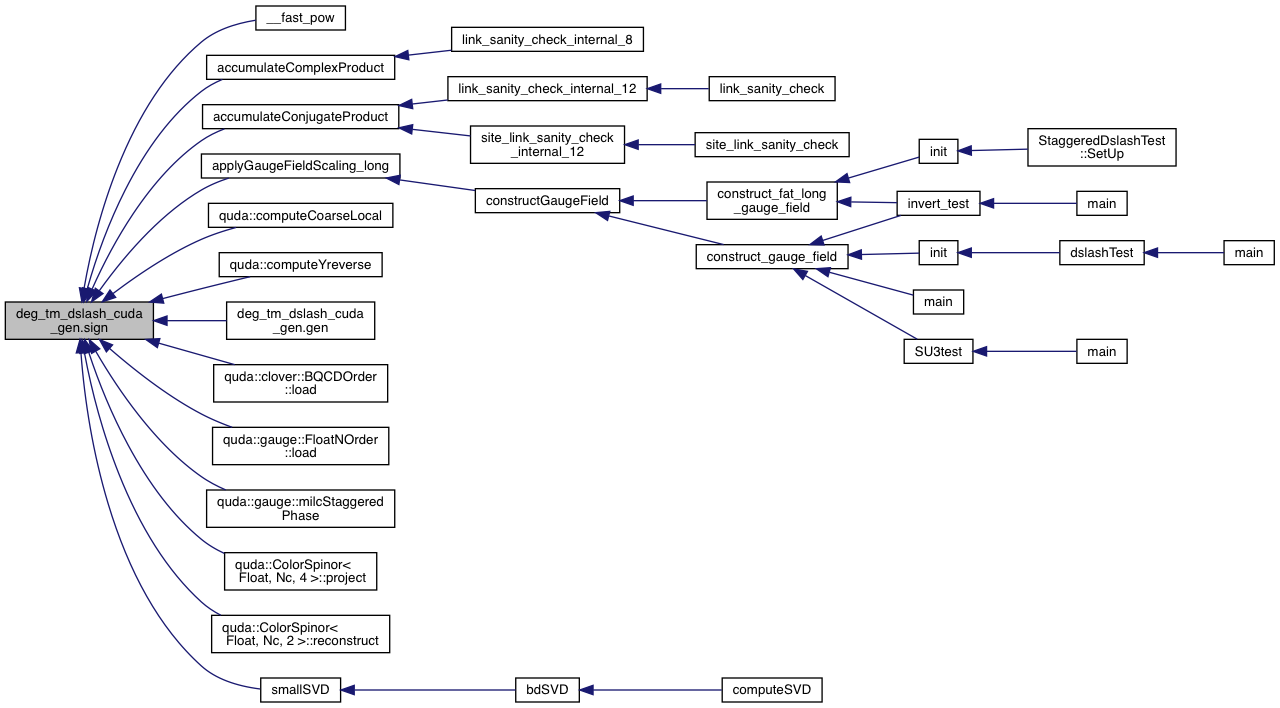 __fast_pow
accumulateComplexProduct
link_sanity_check_internal_8
accumulateConjugateProduct
link_sanity_check_internal_12
link_sanity_check
site_link_sanity_check
_internal_12
site_link_sanity_check
applyGaugeFieldScaling_long
constructGaugeField
construct_fat_long
_gauge_field
init
StaggeredDslashTest
::SetUp
invert_test
main
construct_gauge_field
init
dslashTest
main
main
SU3test
main
quda::computeCoarseLocal
quda::computeYreverse
deg_tm_dslash_cuda
_gen.sign
deg_tm_dslash_cuda
_gen.gen
quda::clover::BQCDOrder
::load
quda::gauge::FloatNOrder
::load
quda::gauge::milcStaggered
Phase
quda::ColorSpinor<
Float, Nc, 4 >::project
quda::ColorSpinor<
Float, Nc, 2 >::reconstruct
smallSVD
bdSVD
computeSVD